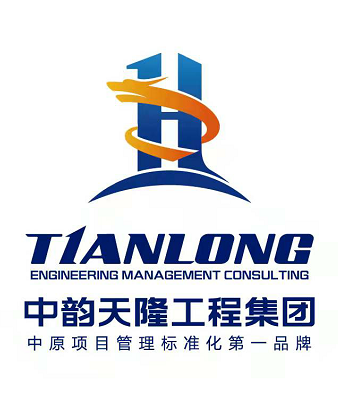 TIANLONG
ENGINEERING MANAGEMENT CONSULTING
中韵天隆工程集团
中原项目管理标准化第一品牌